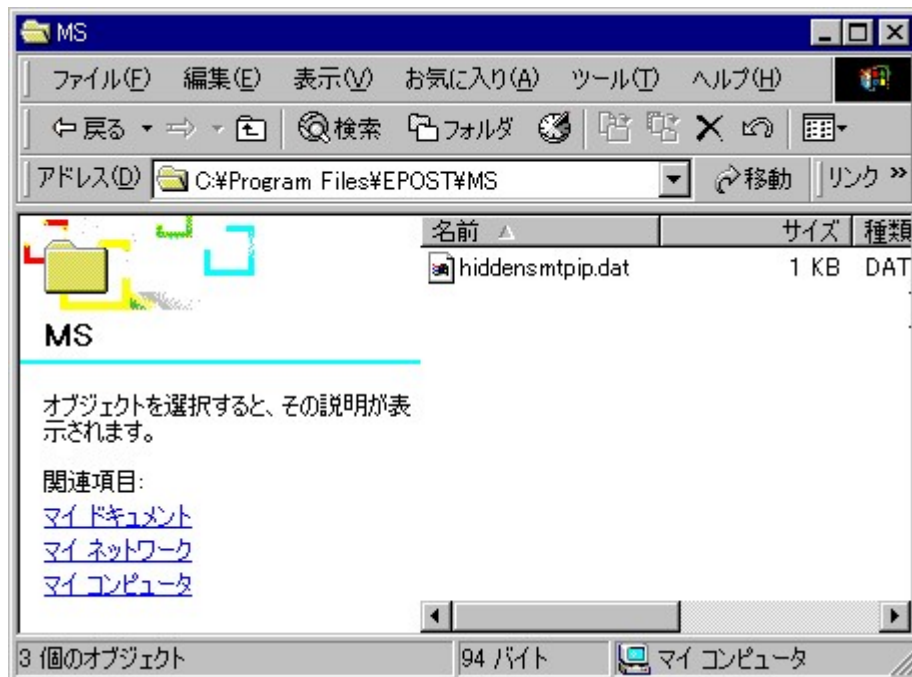 MS
ファイル(F) 編集(E) 表示(V) お気に入り(A) ツール(T) ヘルプ(H)
戻る 検索 フォルダ
アドレス(D) C:¥Program Files¥EPOST¥MS 移動 リンク »
名前 サイズ 種類
hiddensmtpip.dat 1 KB DAT
MS
オブジェクトを選択すると、その説明が表
示されます。
関連項目:
マイ ドキュメント
マイ ネットワーク
マイ コンピュータ
3 個のオブジェクト 94 バイト マイ コンピュータ